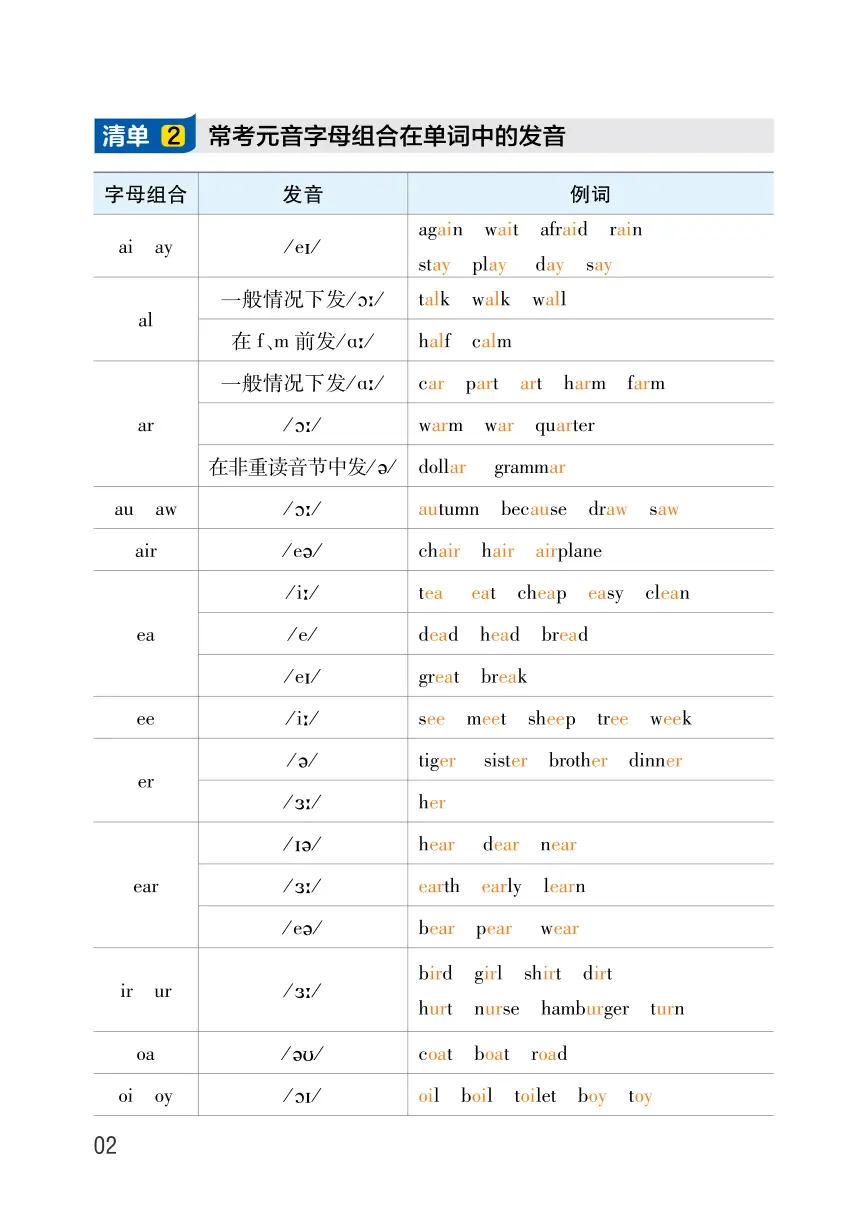 清单 2 常考元音字母组合在单词中的发音
字母组合 发音 例词
ai ay /eɪ/ again wait afraid rain
stay play day say
al 一般情况下发/ɔː/ talk walk wall
在 f、m 前发/ɑː/ half calm
ar 一般情况下发/ɑː/ car part art harm farm
/ɔː/ warm war quarter
在非重读音节中发/ə/ dollar grammar
au aw /ɔː/ autumn because draw saw
air /eə/ chair hair airplane
ea /iː/ tea eat cheap easy clean
/e/ dead head bread
/eɪ/ great break
ee /iː/ see meet sheep tree week
er /ə/ tiger sister brother dinner
/ɜː/ her
ear /ɪə/ hear dear near
/ɜː/ earth early learn
/eə/ bear pear wear
ir ur /ɜː/ bird girl shirt dirt
hurt nurse hamburger turn
oa /əʊ/ coat boat road
oi oy /ɔɪ/ oil boil toilet boy toy
02